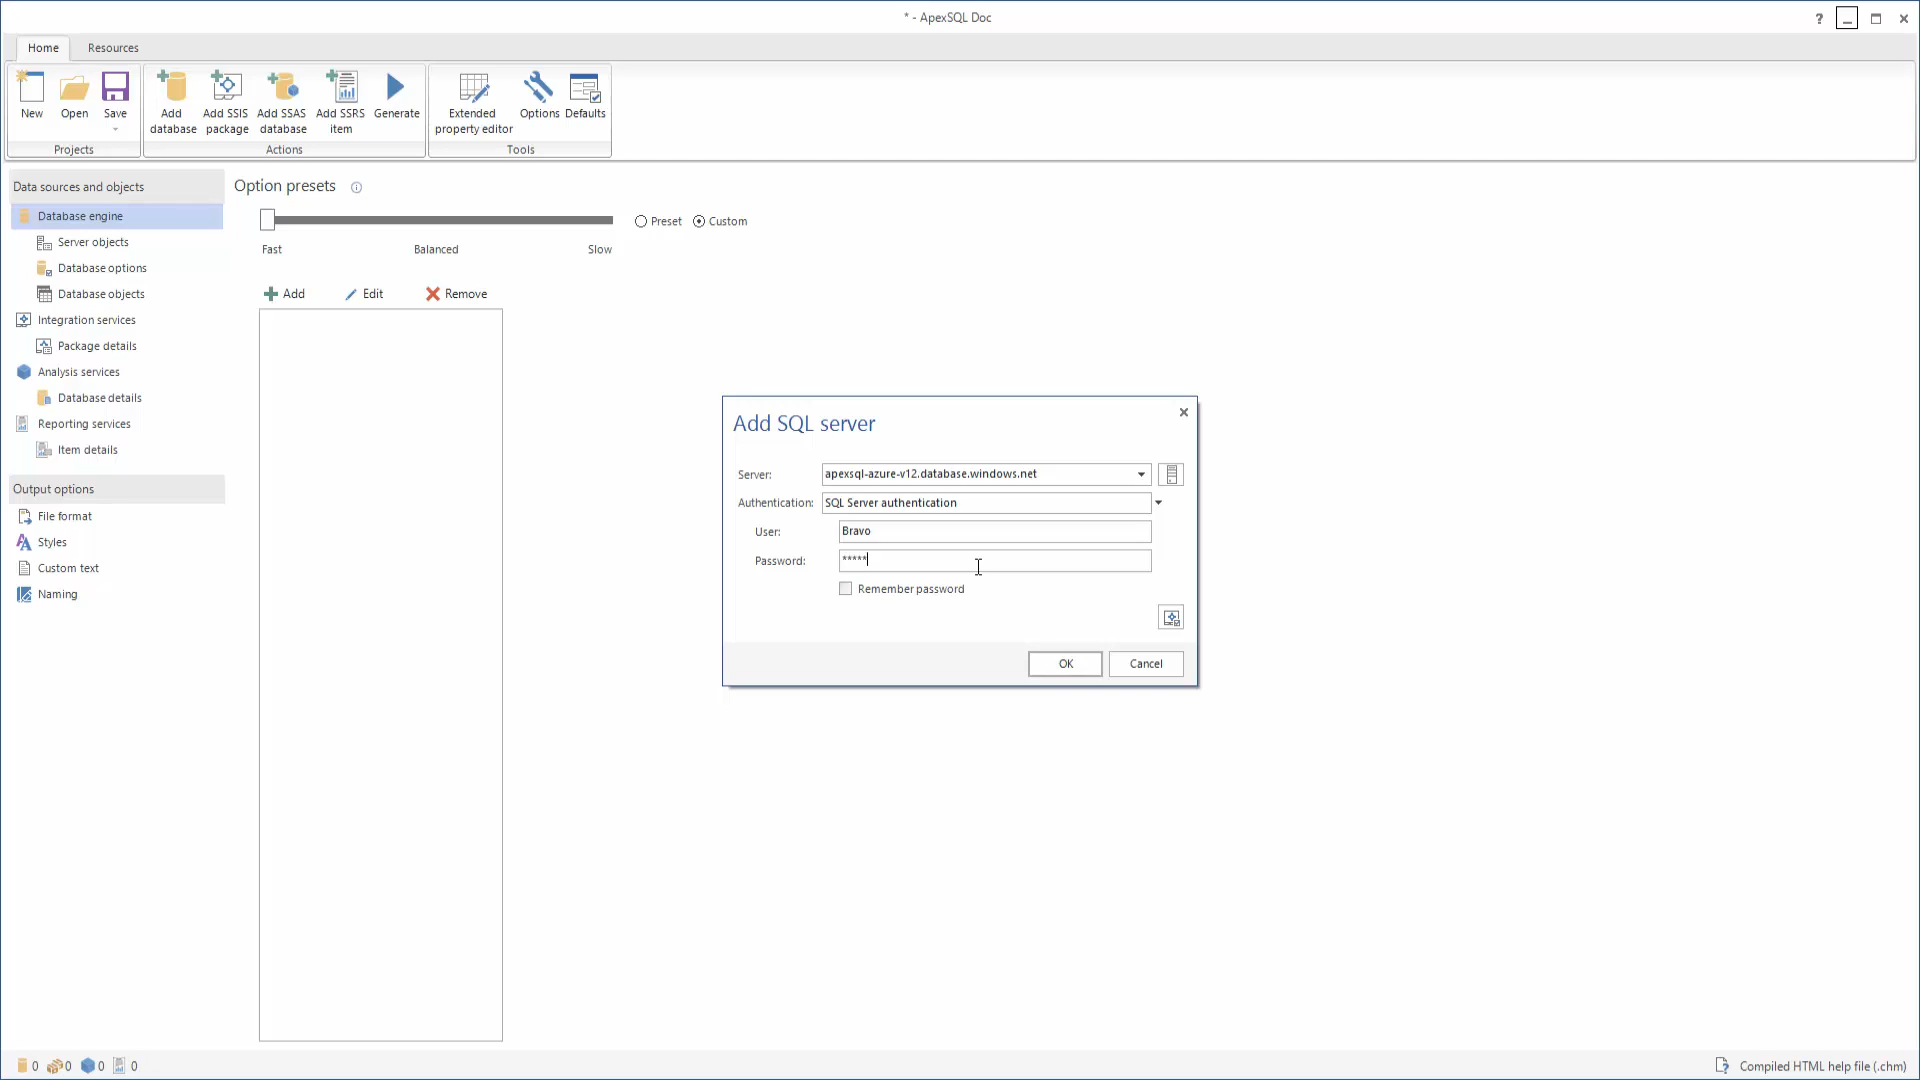 * - ApexSQL Doc
?
Home Resources
New Open Save
Add database
Add SSIS package
Add SSAS database
Add SSRS item
Generate
Extended property editor
Options Defaults
Projects Actions Tools
Data sources and objects
Database engine
Server objects
Database options
Database objects
Integration services
Package details
Analysis services
Database details
Reporting services
Item details
Output options
File format
Styles
Custom text
Naming
Option presets
Preset Custom
Fast Balanced Slow
Add Edit Remove
Add SQL server
Server: apexsql-azure-v12.database.windows.net
Authentication: SQL Server authentication
User: Bravo
Password: *****
Remember password
OK Cancel
0 0 0 0
Compiled HTML help file (.chm)